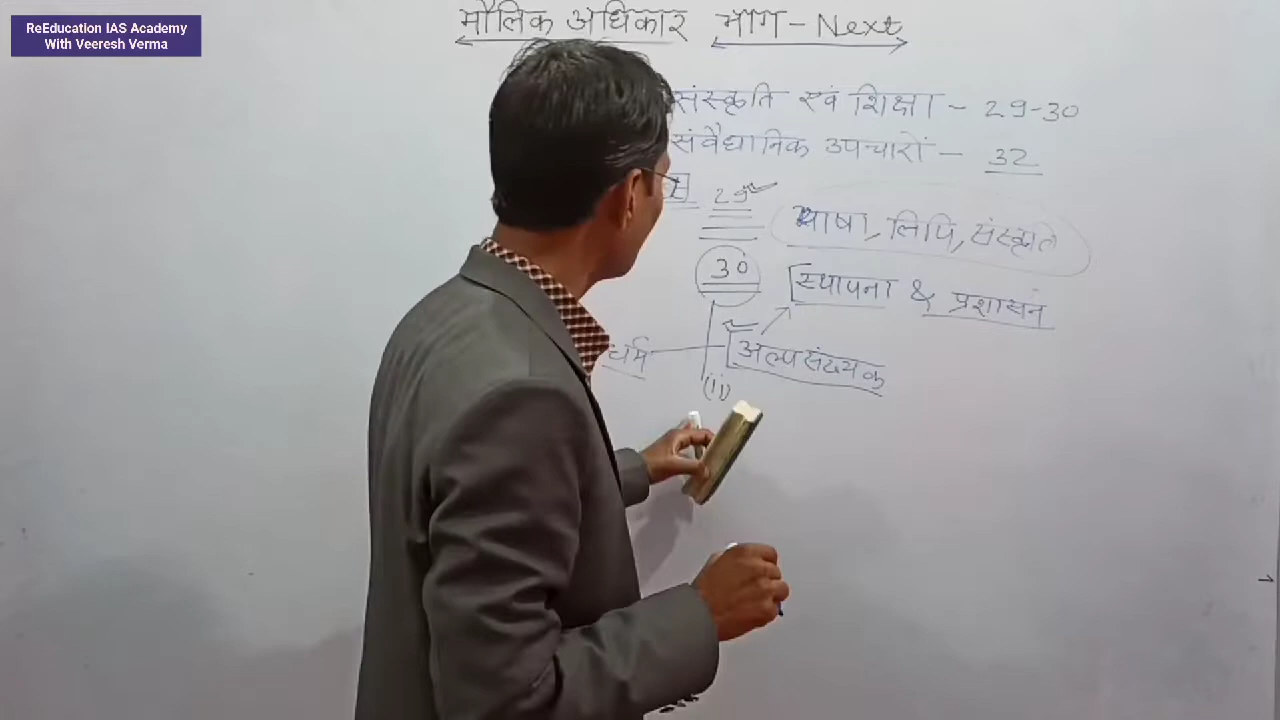 ReEducation IAS Academy
With Veeresh Verma
मौलिक अधिकार भाग - Next
संस्कृति एवं शिक्षा - 29-30
संवैधानिक उपचारों - 32
29
भाषा, लिपि, संस्कृति
30
स्थापना & प्रशासन
धर्म
अल्पसंख्यक
(ii)